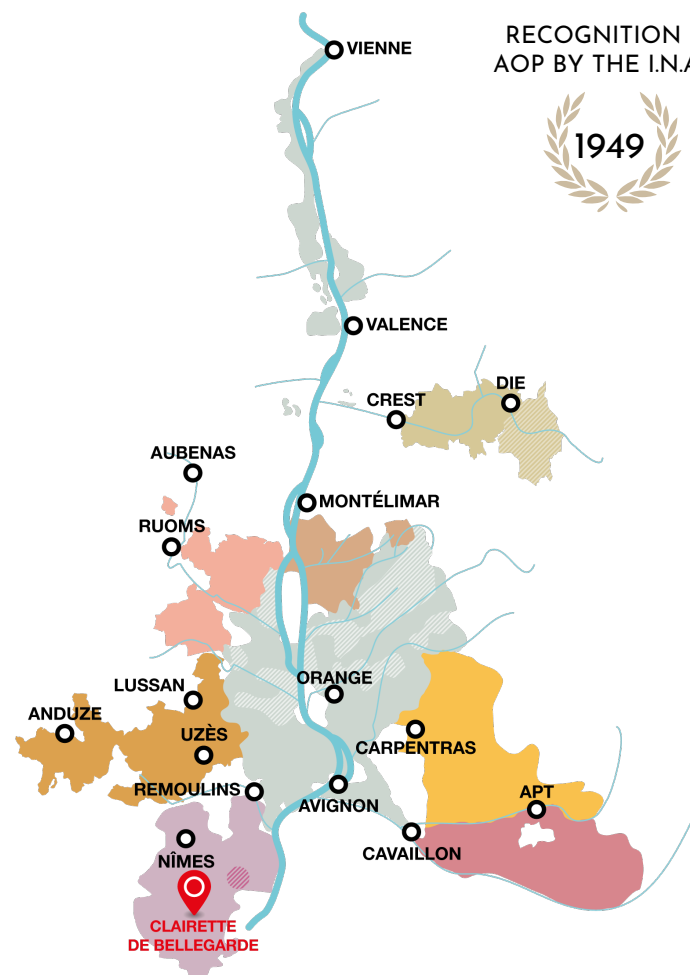 RECOGNITION
AOP BY THE I.N.A
1949
VIENNE
VALENCE
DIE
CREST
AUBENAS
MONTÉLIMAR
RUOMS
ORANGE
LUSSAN
ANDUZE
UZÈS
CARPENTRAS
REMOULINS
APT
AVIGNON
CAVAILLON
NÎMES
CLAIRETTE
DE BELLEGARDE